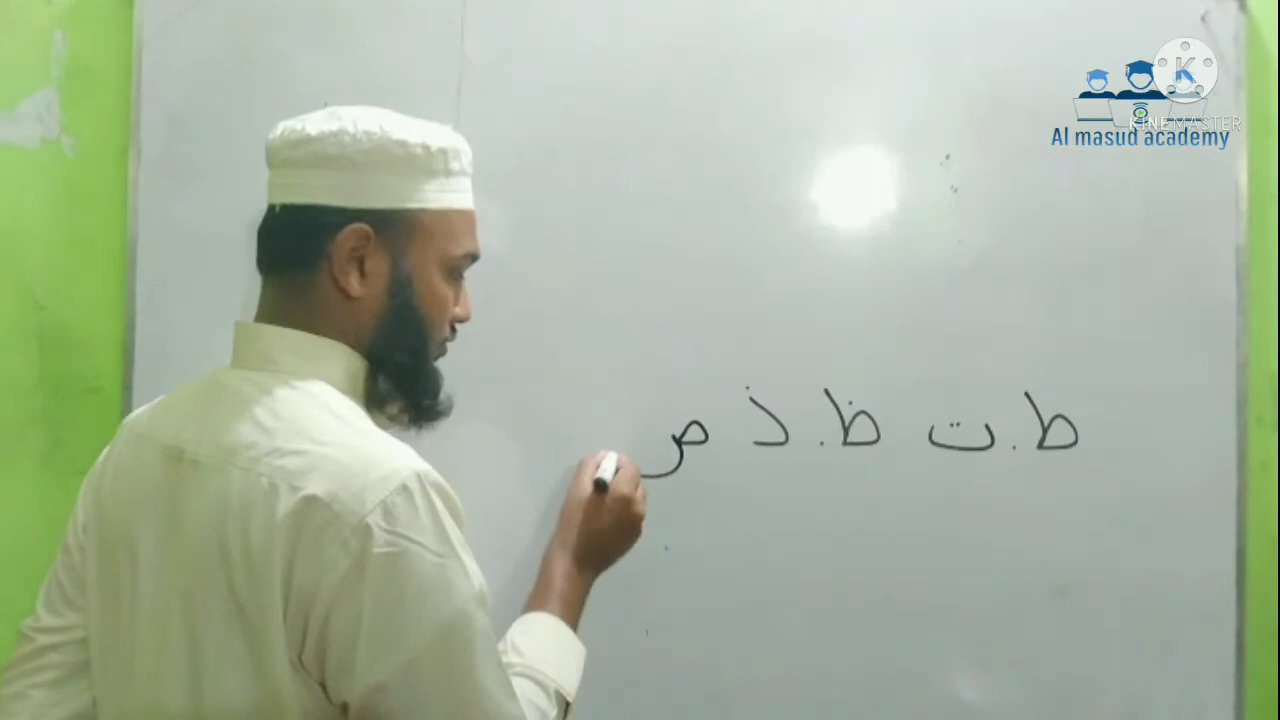 Al masud academy
KINEMASTER
ط . ت ظ . ذ ص